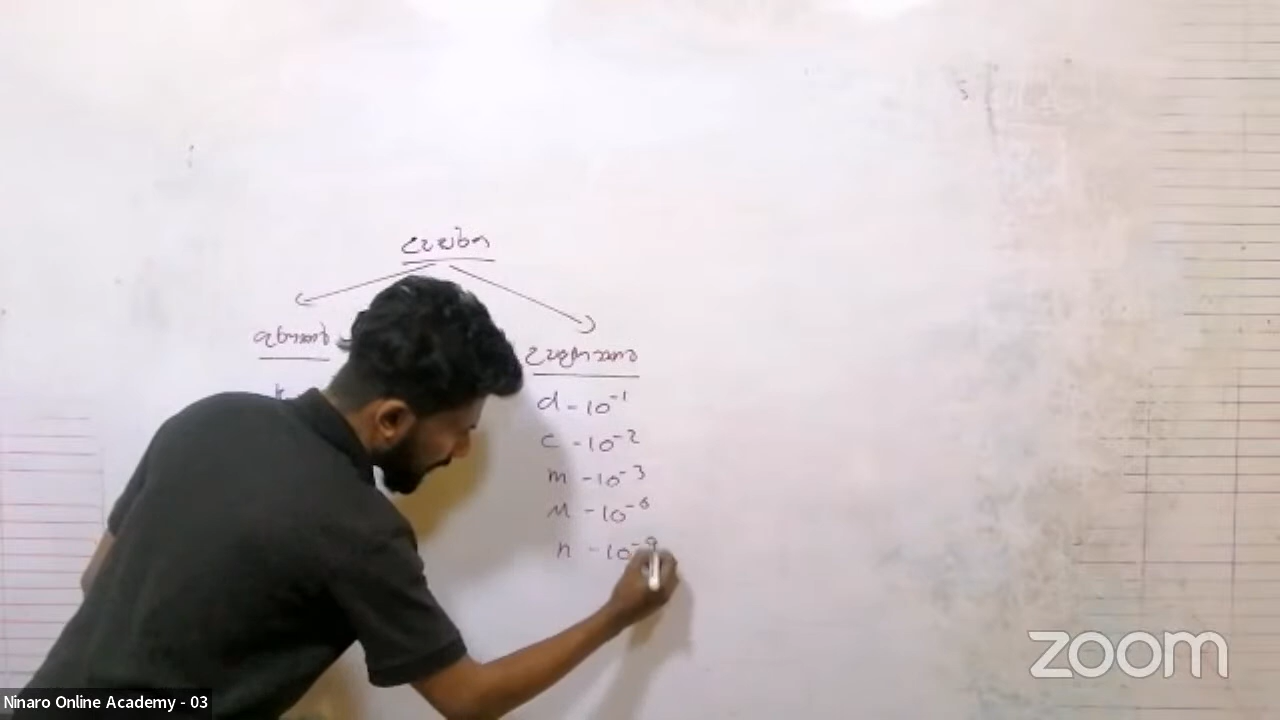 උපසර්ග
ගුණාකාර
උපගුණාකාර
d - 10⁻¹
c - 10⁻²
m - 10⁻³
μ - 10⁻⁶
n - 10⁻⁹
zoom
Ninaro Online Academy - 03